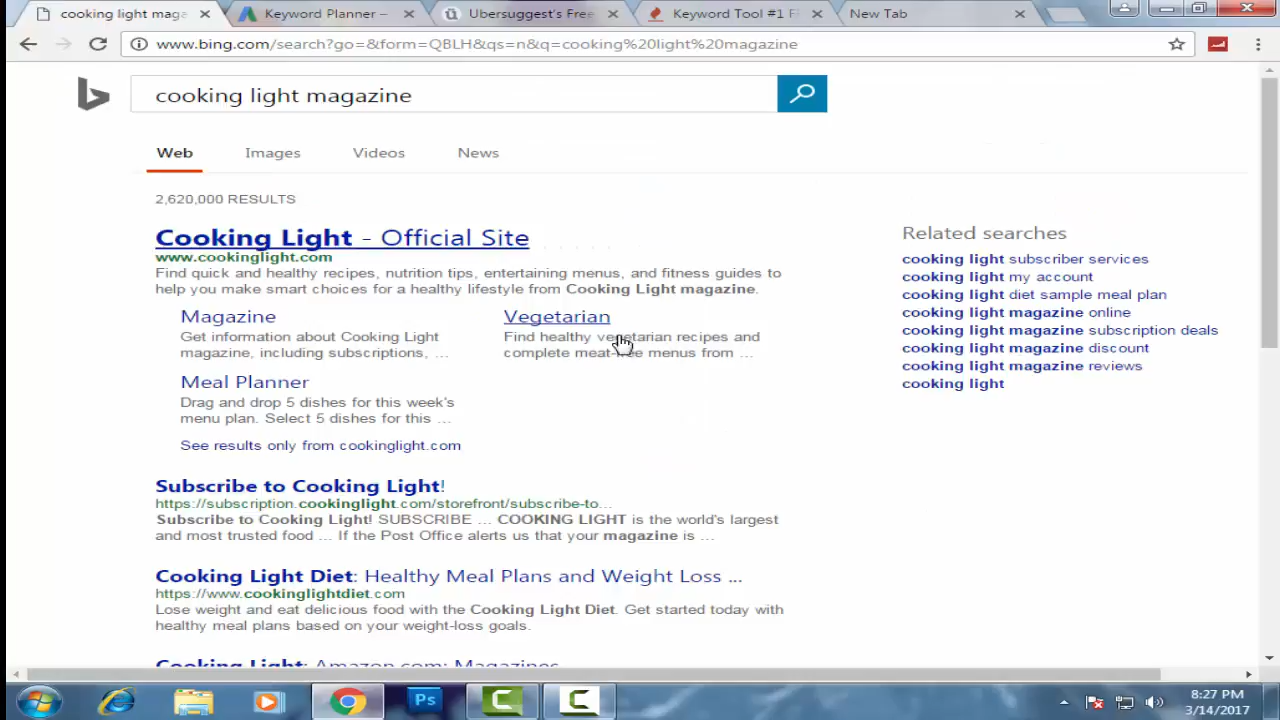 cooking light maga
Keyword Planner –
Ubersuggest's Free
Keyword Tool #1 F
New Tab
www.bing.com/search?go=&form=QBLH&qs=n&q=cooking%20light%20magazine
cooking light magazine
Web
Images
Videos
News
2,620,000 RESULTS
Cooking Light - Official Site
www.cookinglight.com
Find quick and healthy recipes, nutrition tips, entertaining menus, and fitness guides to
help you make smart choices for a healthy lifestyle from Cooking Light magazine.
Magazine
Get information about Cooking Light
magazine, including subscriptions, ...
Vegetarian
Find healthy vegetarian recipes and
complete meat-free menus from ...
Meal Planner
Drag and drop 5 dishes for this week's
menu plan. Select 5 dishes for this ...
See results only from cookinglight.com
Subscribe to Cooking Light!
https://subscription.cookinglight.com/storefront/subscribe-to...
Subscribe to Cooking Light! SUBSCRIBE ... COOKING LIGHT is the world's largest
and most trusted food ... If the Post Office alerts us that your magazine is ...
Cooking Light Diet: Healthy Meal Plans and Weight Loss ...
https://www.cookinglightdiet.com
Lose weight and eat delicious food with the Cooking Light Diet. Get started today with
healthy meal plans based on your weight-loss goals.
Cooking Light: Amazon.com: Magazines
Related searches
cooking light subscriber services
cooking light my account
cooking light diet sample meal plan
cooking light magazine online
cooking light magazine subscription deals
cooking light magazine discount
cooking light magazine reviews
cooking light
Ps
8:27 PM
3/14/2017